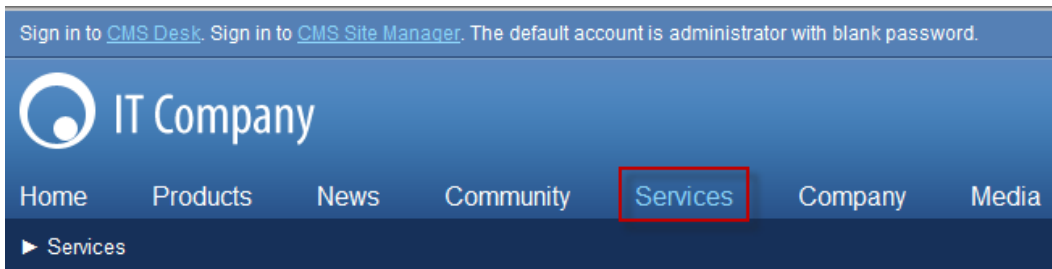 Sign in to CMS Desk. Sign in to CMS Site Manager. The default account is administrator with blank password.
IT Company
Home Products News Community Services Company Media
► Services